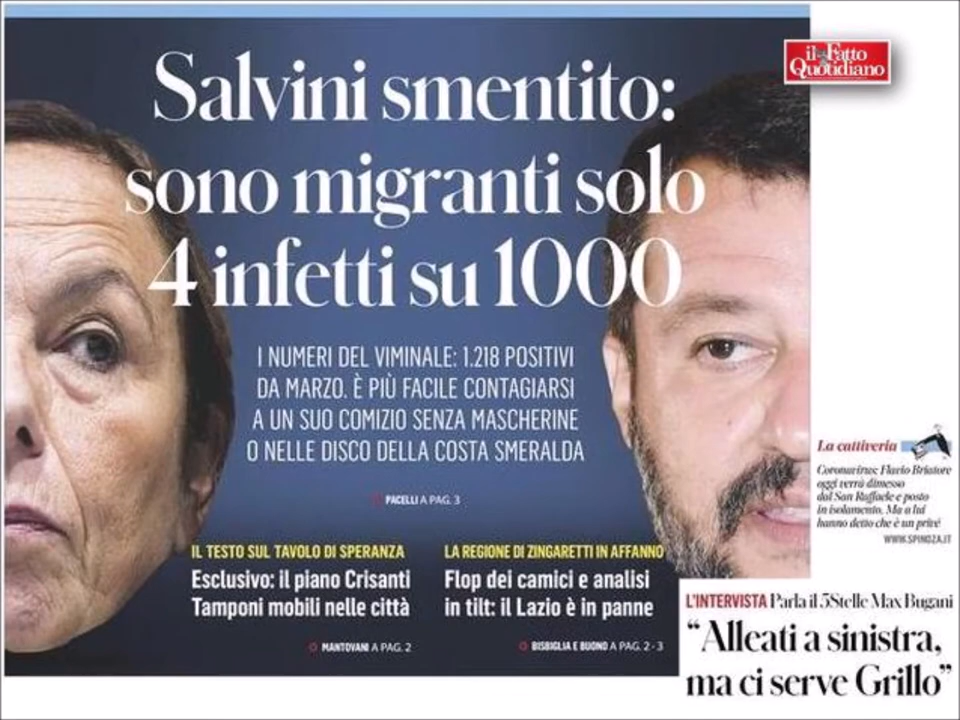 il Fatto
Quotidiano
Salvini smentito:
sono migranti solo
4 infetti su 1000
I NUMERI DEL VIMINALE: 1.218 POSITIVI
DA MARZO. È PIÙ FACILE CONTAGIARSI
A UN SUO COMIZIO SENZA MASCHERINE
O NELLE DISCO DELLA COSTA SMERALDA
PACELLI A PAG. 3
IL TESTO SUL TAVOLO DI SPERANZA
Esclusivo: il piano Crisanti
Tamponi mobili nelle città
MANTOVANI A PAG. 2
LA REGIONE DI ZINGARETTI IN AFFANNO
Flop dei camici e analisi
in tilt: il Lazio è in panne
BISBIGLIA E BUONO A PAG. 2 - 3
La cattiveria
Coronavirus: Flavio Briatore
oggi verrà dimesso
dal San Raffaele e posto
in isolamento. Ma a lui
hanno detto che è un privé
WWW.SPINOZA.IT
L'INTERVISTA Parla il 5Stelle Max Bugani
“Alleati a sinistra,
ma ci serve Grillo”